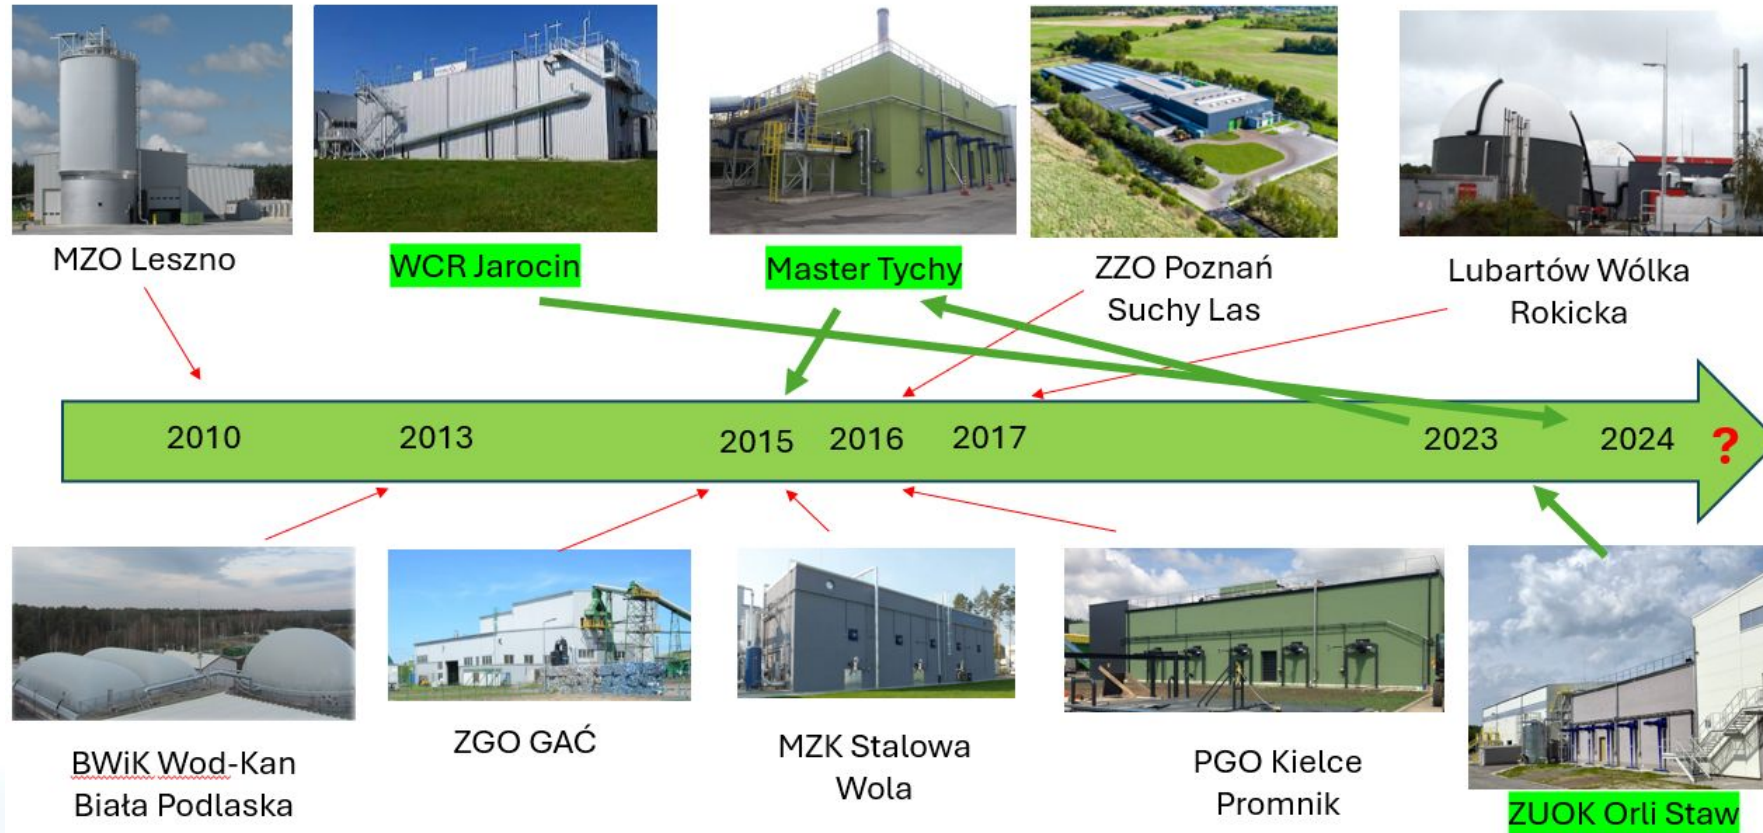 MZO Leszno
WCR Jarocin
Master Tychy
ZZO Poznań
Suchy Las
Lubartów Wólka
Rokicka
2010
2013
2015
2016
2017
2023
2024
?
BWiK Wod-Kan
Biała Podlaska
ZGO GAĆ
MZK Stalowa
Wola
PGO Kielce
Promnik
ZUOK Orli Staw